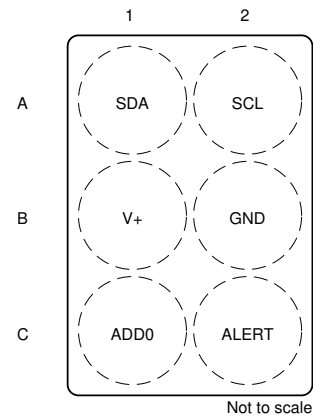 1 2
A SDA SCL
B V+ GND
C ADD0 ALERT
Not to scale